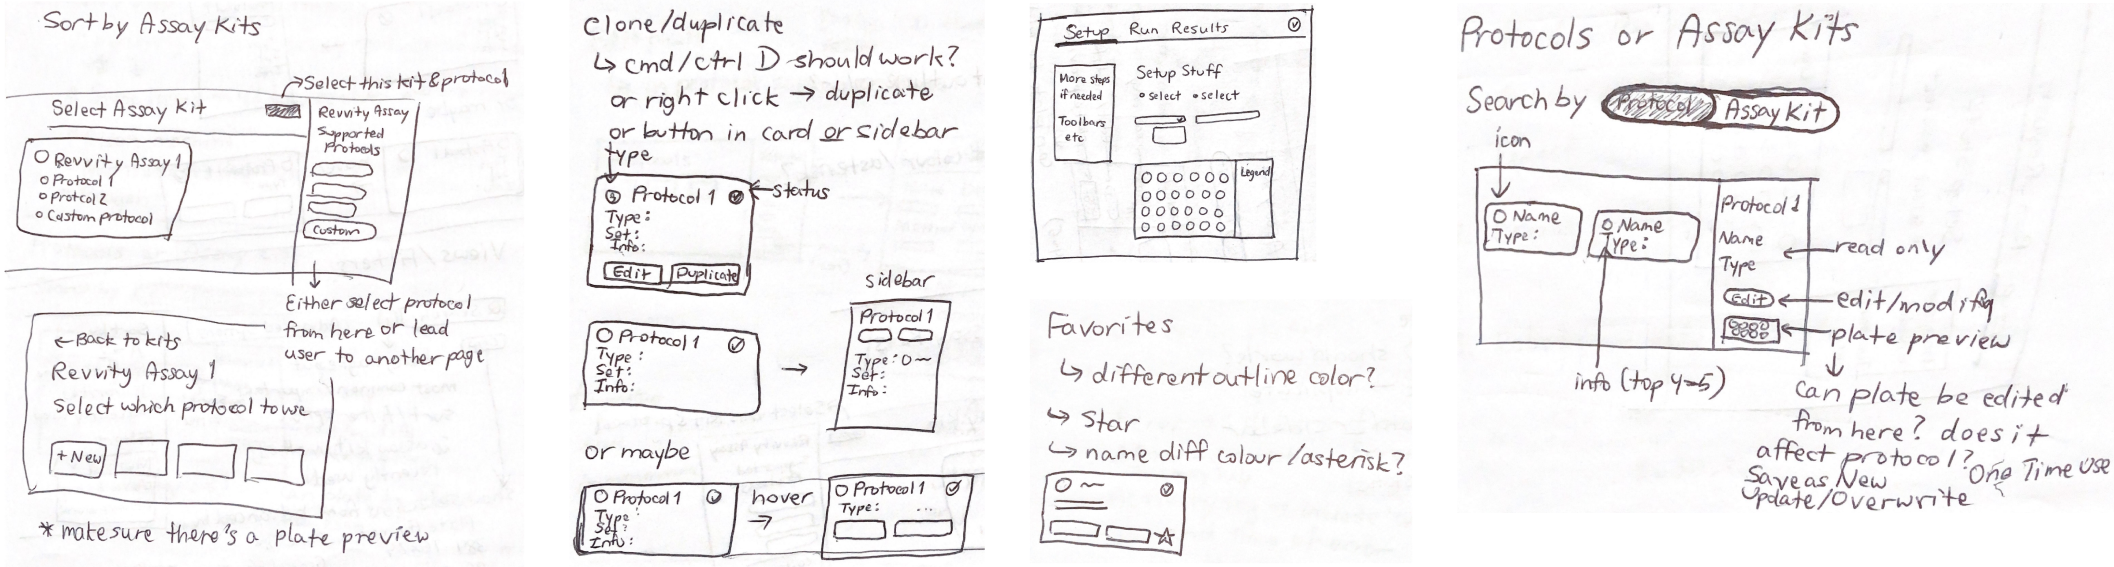 Sort by Assay Kits
Select this kit & protocol
Select Assay Kit
Revvity Assay
Supported
Protocols
Custom
Revvity Assay 1
Protocol 1
Protcol 2
Custom protocol
Either select protocol
from here or lead
user to another page
← Back to kits
Revvity Assay 1
Select which protocol to use
+ New
* make sure there's a plate preview
Clone/duplicate
↳ cmd/ctrl D should work?
or right click → duplicate
or button in card or sidebar
type
status
Protocol 1
Type:
Set:
Info:
Edit
Duplicate
Protocol 1
Type:
Set:
Info:
→
sidebar
Protocol 1
Type:
Set:
Info:
or maybe
Protocol 1
Type
Set?
Info:
hover
→
Protocol 1
Type: ...
Setup Run Results
More steps
if needed
Toolbars
etc
Setup Stuff
select • select
Legend
Favorites
↳ different outline color?
↳ Star
↳ name diff colour/asterisk?
Protocols or Assay Kits
Search by Protocol Assay Kit
icon
Name
Type:
Name
Type:
info (top 4-5)
Protocol 1
Name
Type
Edit
read only
edit/modify
plate preview
can plate be edited
from here? does it
affect protocol?
Save as New
One Time Use
Update/Overwrite